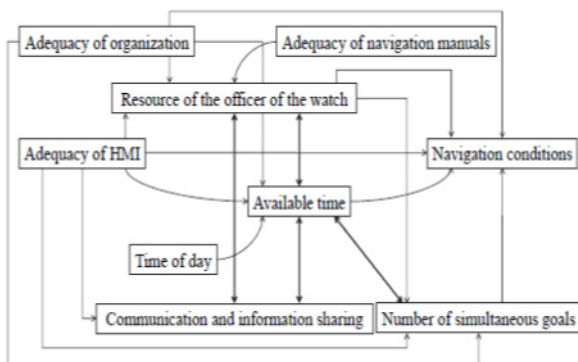 Adequacy of organization
Adequacy of navigation manuals
Resource of the officer of the watch
Adequacy of HMI
Navigation conditions
Available time
Time of day
Communication and information sharing
Number of simultaneous goals